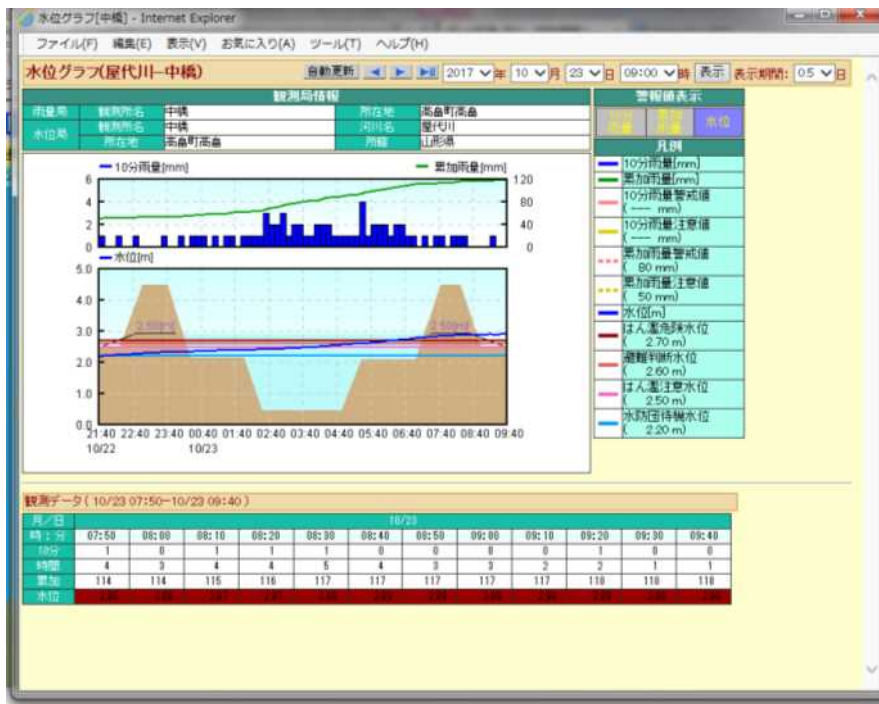 水位グラフ[中橋] - Internet Explorer
ファイル(F) 編集(E) 表示(V) お気に入り(A) ツール(T) ヘルプ(H)
水位グラフ(屋代川―中橋) 自動更新 2017 年 10 月 23 日 09:00 時 表示 表示期間: 0.5 日
観測局情報
雨量局 観測所名 中橋 所在地 高畠町高畠
水位局 観測所名 中橋 河川名 屋代川
所在地 高畠町高畠 所轄 山形県
警報値表示
10分雨量 累加雨量 水位
凡例
10分雨量[mm]
累加雨量[mm]
10分雨量警戒値
( --- mm)
10分雨量注意値
( --- mm)
累加雨量警戒値
( 80 mm)
累加雨量注意値
( 50 mm)
水位[m]
はん濫危険水位
( 2.70 m)
避難判断水位
( 2.60 m)
はん濫注意水位
( 2.50 m)
水防団待機水位
( 2.20 m)
10分雨量[mm] 累加雨量[mm]
6 120
4 80
2 40
0 0
水位[m]
5.0
4.0
3.0
2.0
1.0
0.0
21:40 22:40 23:40 00:40 01:40 02:40 03:40 04:40 05:40 06:40 07:40 08:40 09:40
10/22 10/23
観測データ( 10/23 07:50-10/23 09:40 )
月/日 10/23
時:分 07:50 08:00 08:10 08:20 08:30 08:40 08:50 09:00 09:10 09:20 09:30 09:40
10分 1 0 1 1 1 0 0 0 0 1 0 0
時間 4 3 4 4 5 4 3 3 2 2 1 1
累加 114 114 115 116 117 117 117 117 117 118 118 118
水位